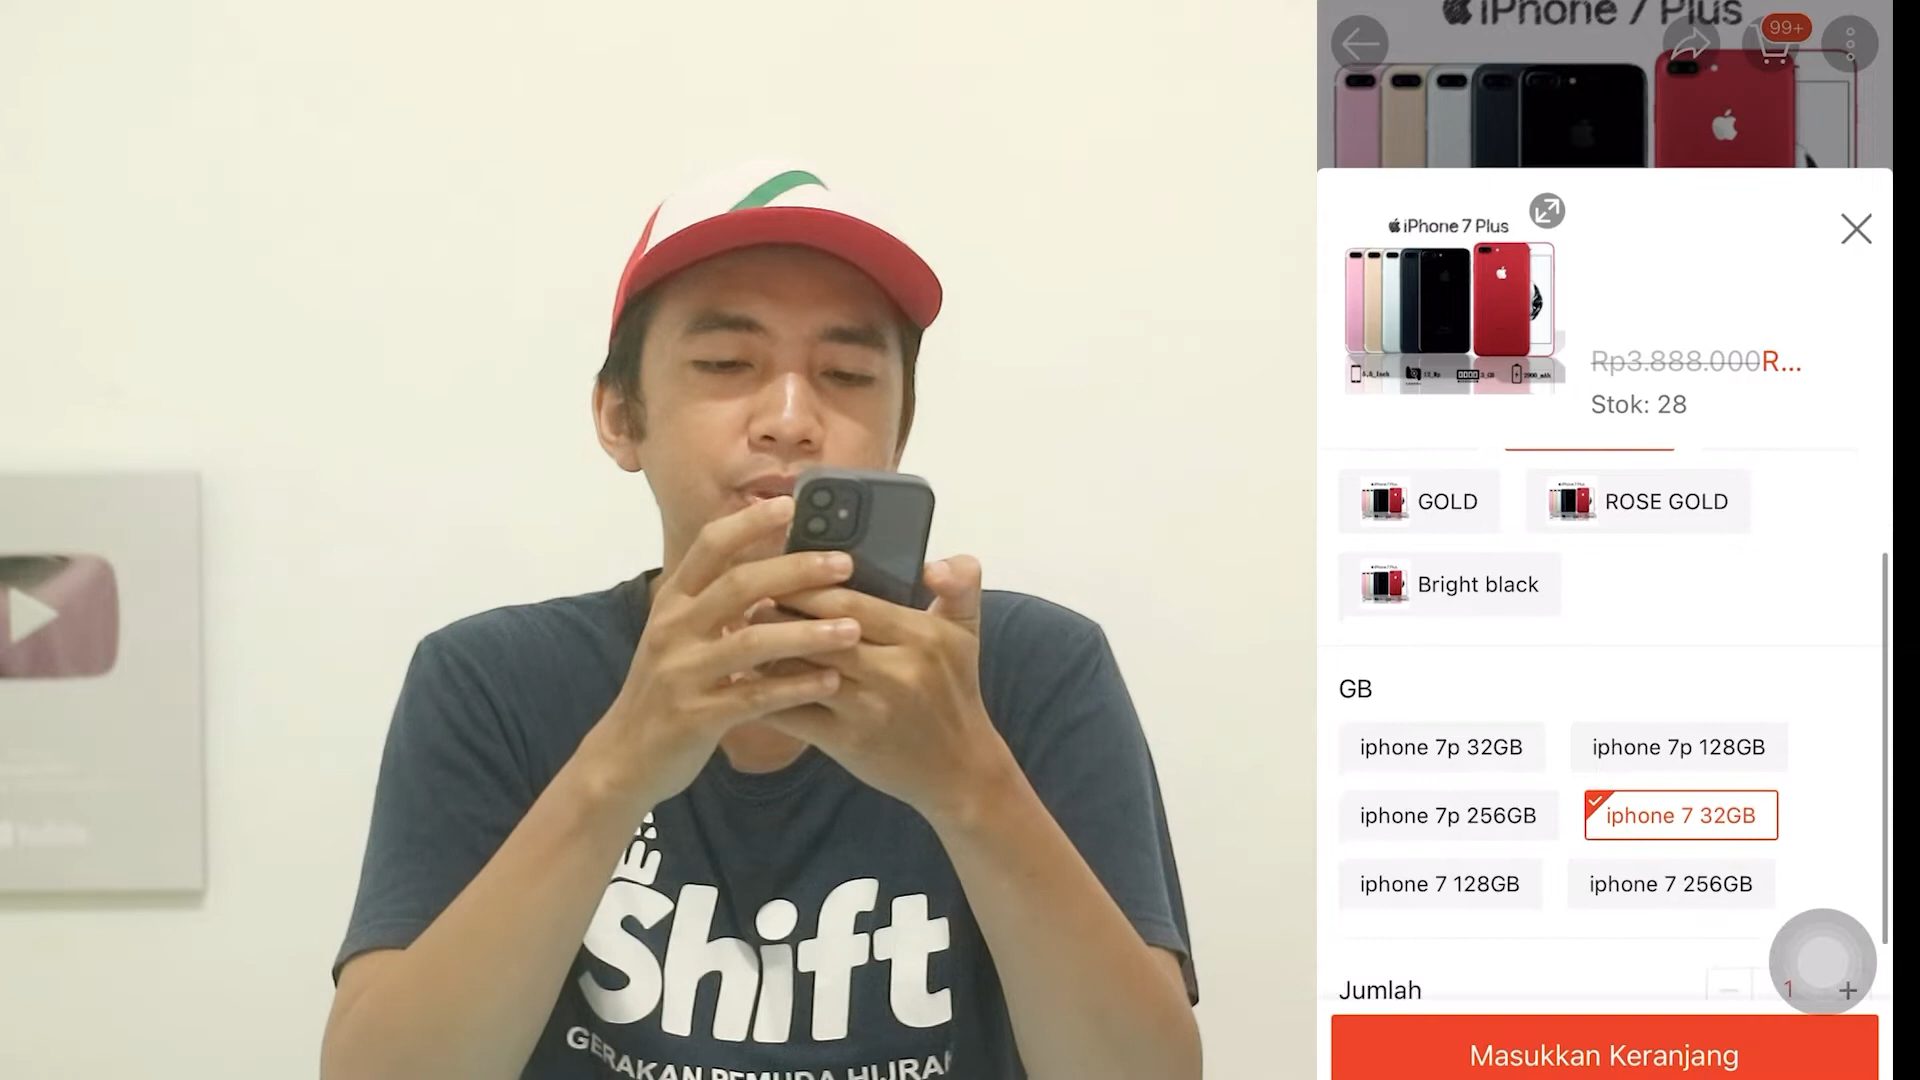 iPhone 7 Plus
99+
iPhone 7 Plus
Rp3.888.000R...
Stok: 28
GOLD
ROSE GOLD
Bright black
GB
iphone 7p 32GB
iphone 7p 128GB
iphone 7p 256GB
iphone 7 32GB
iphone 7 128GB
iphone 7 256GB
Jumlah
1
Masukkan Keranjang
Shift
GERAKAN PEMUDA HIJRAH